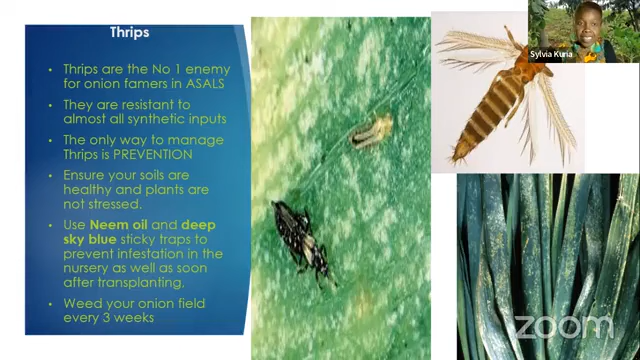 Thrips
• Thrips are the No 1 enemy
for onion famers in ASALS
• They are resistant to
almost all synthetic inputs
• The only way to manage
Thrips is PREVENTION
• Ensure your soils are
healthy and plants are
not stressed.
• Use Neem oil and deep
sky blue sticky traps to
prevent infestation in the
nursery as well as soon
after transplanting.
• Weed your onion field
every 3 weeks
Sylvia Kuria
zoom